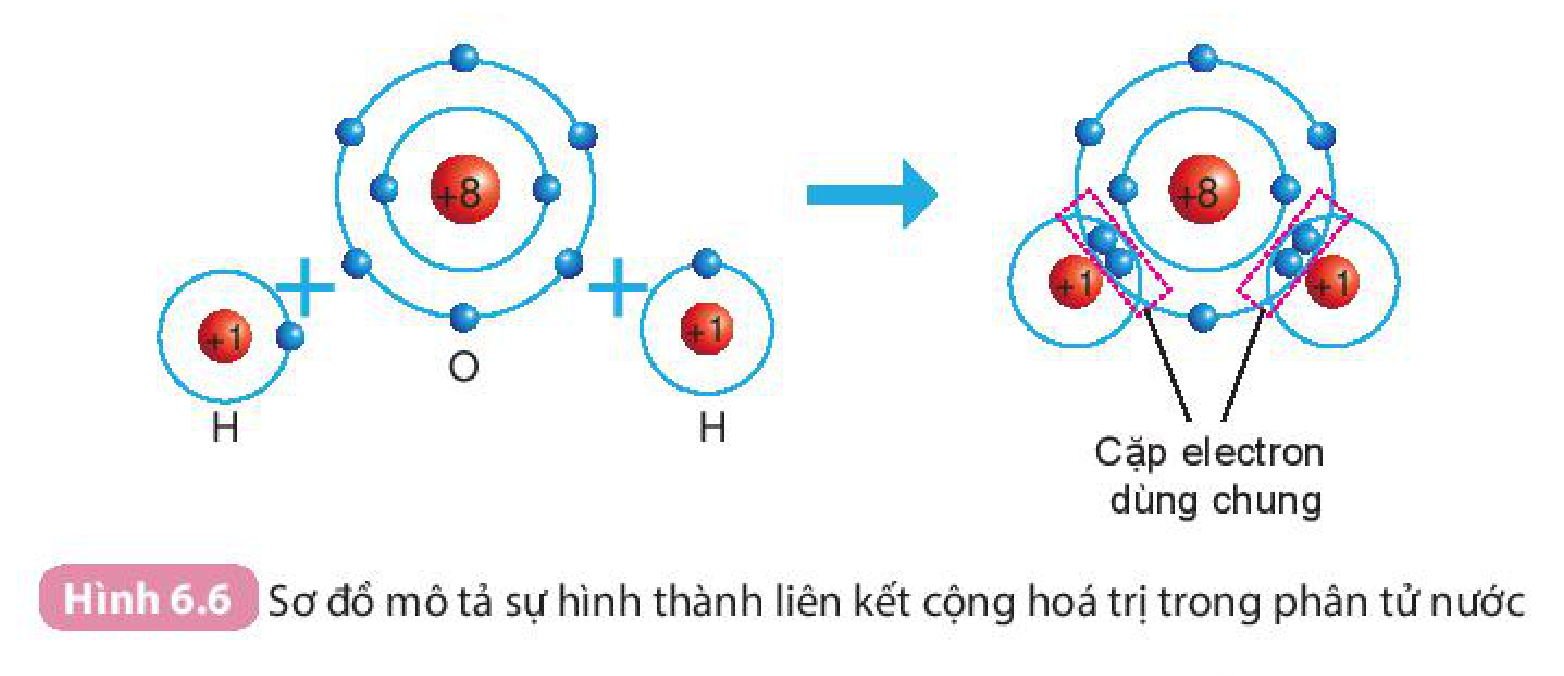 +8
+8
+1
+1
+1
+1
O
H
H
Cặp electron
dùng chung
Hình 6.6 Sơ đồ mô tả sự hình thành liên kết cộng hoá trị trong phân tử nước